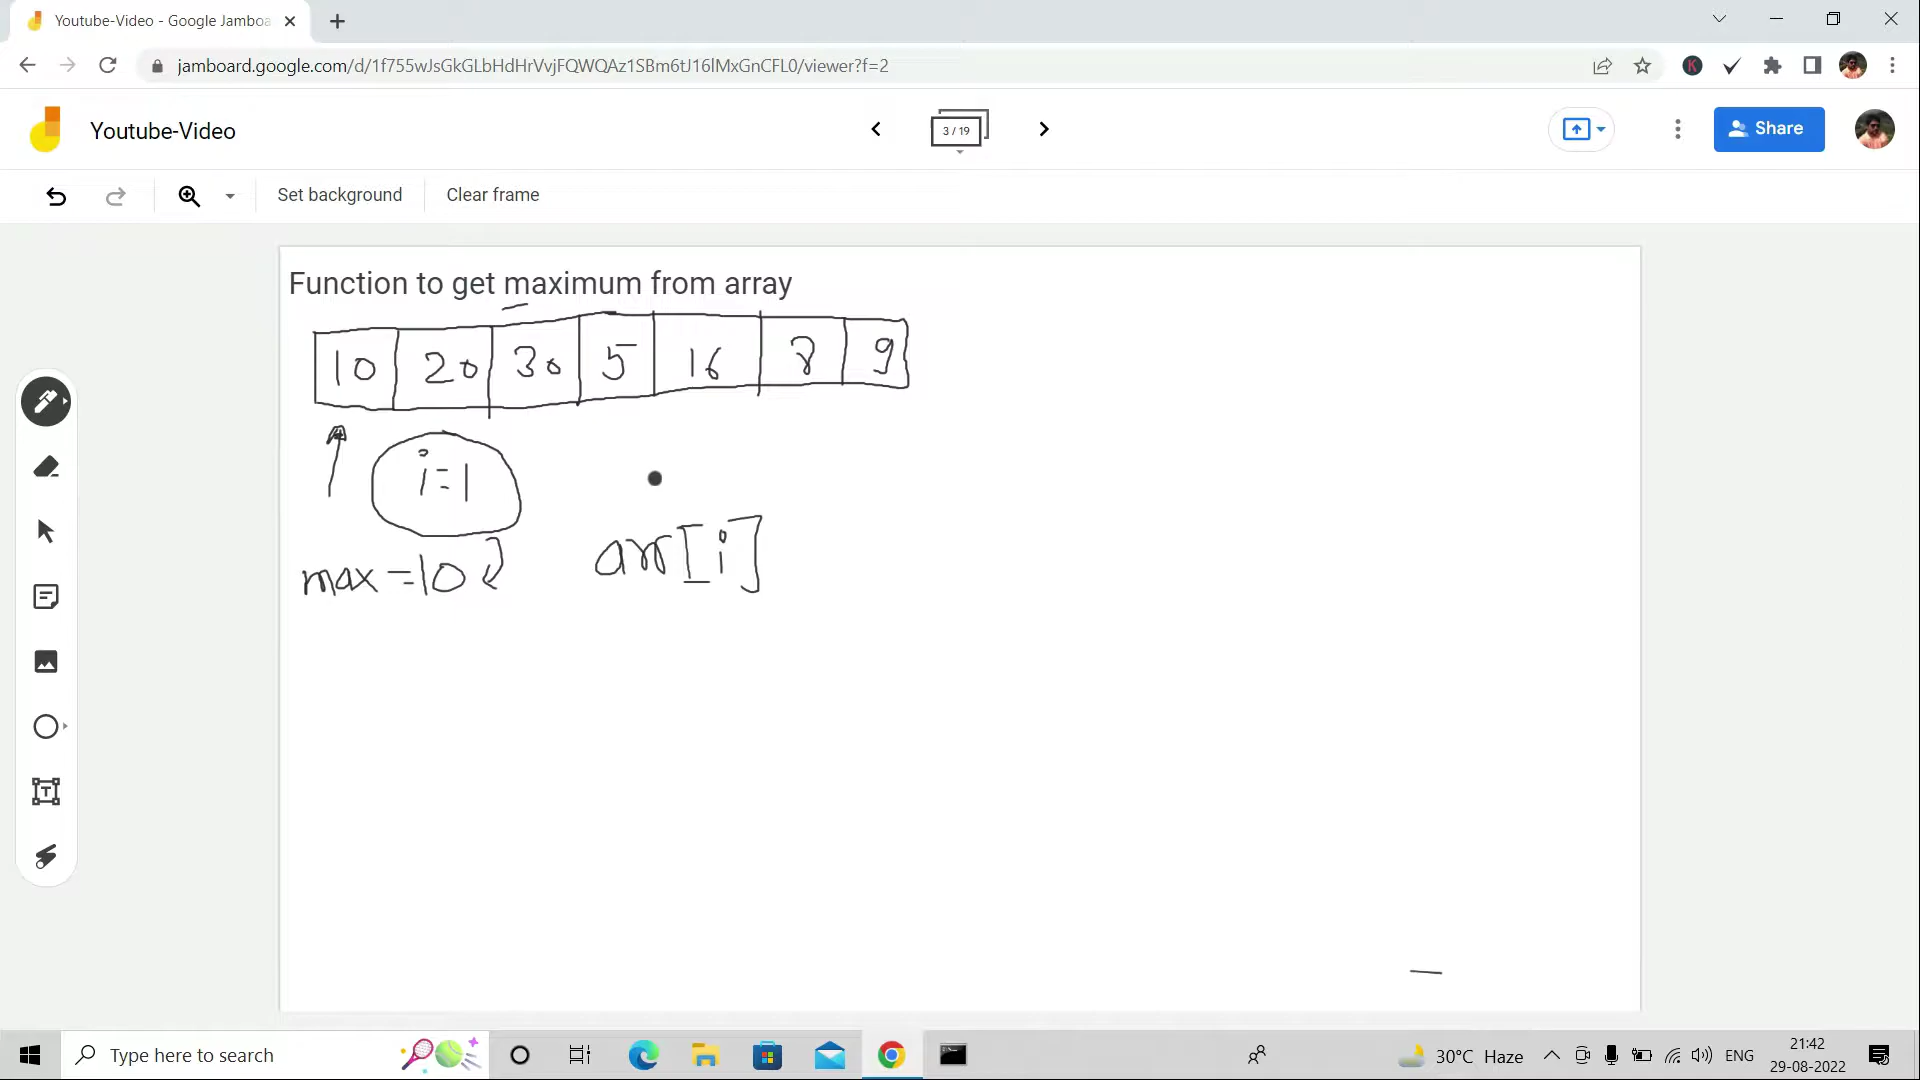 Youtube-Video - Google Jamboa
jamboard.google.com/d/1f755wJsGkGLbHdHrVvjFQWQAz1SBm6tJ16lMxGnCFL0/viewer?f=2
K
Youtube-Video
3 / 19
Share
Set background
Clear frame
Function to get maximum from array
10 20 30 5 16 8 9
i=1
max=10
arr[i]
Type here to search
30°C Haze
ENG
21:42
29-08-2022